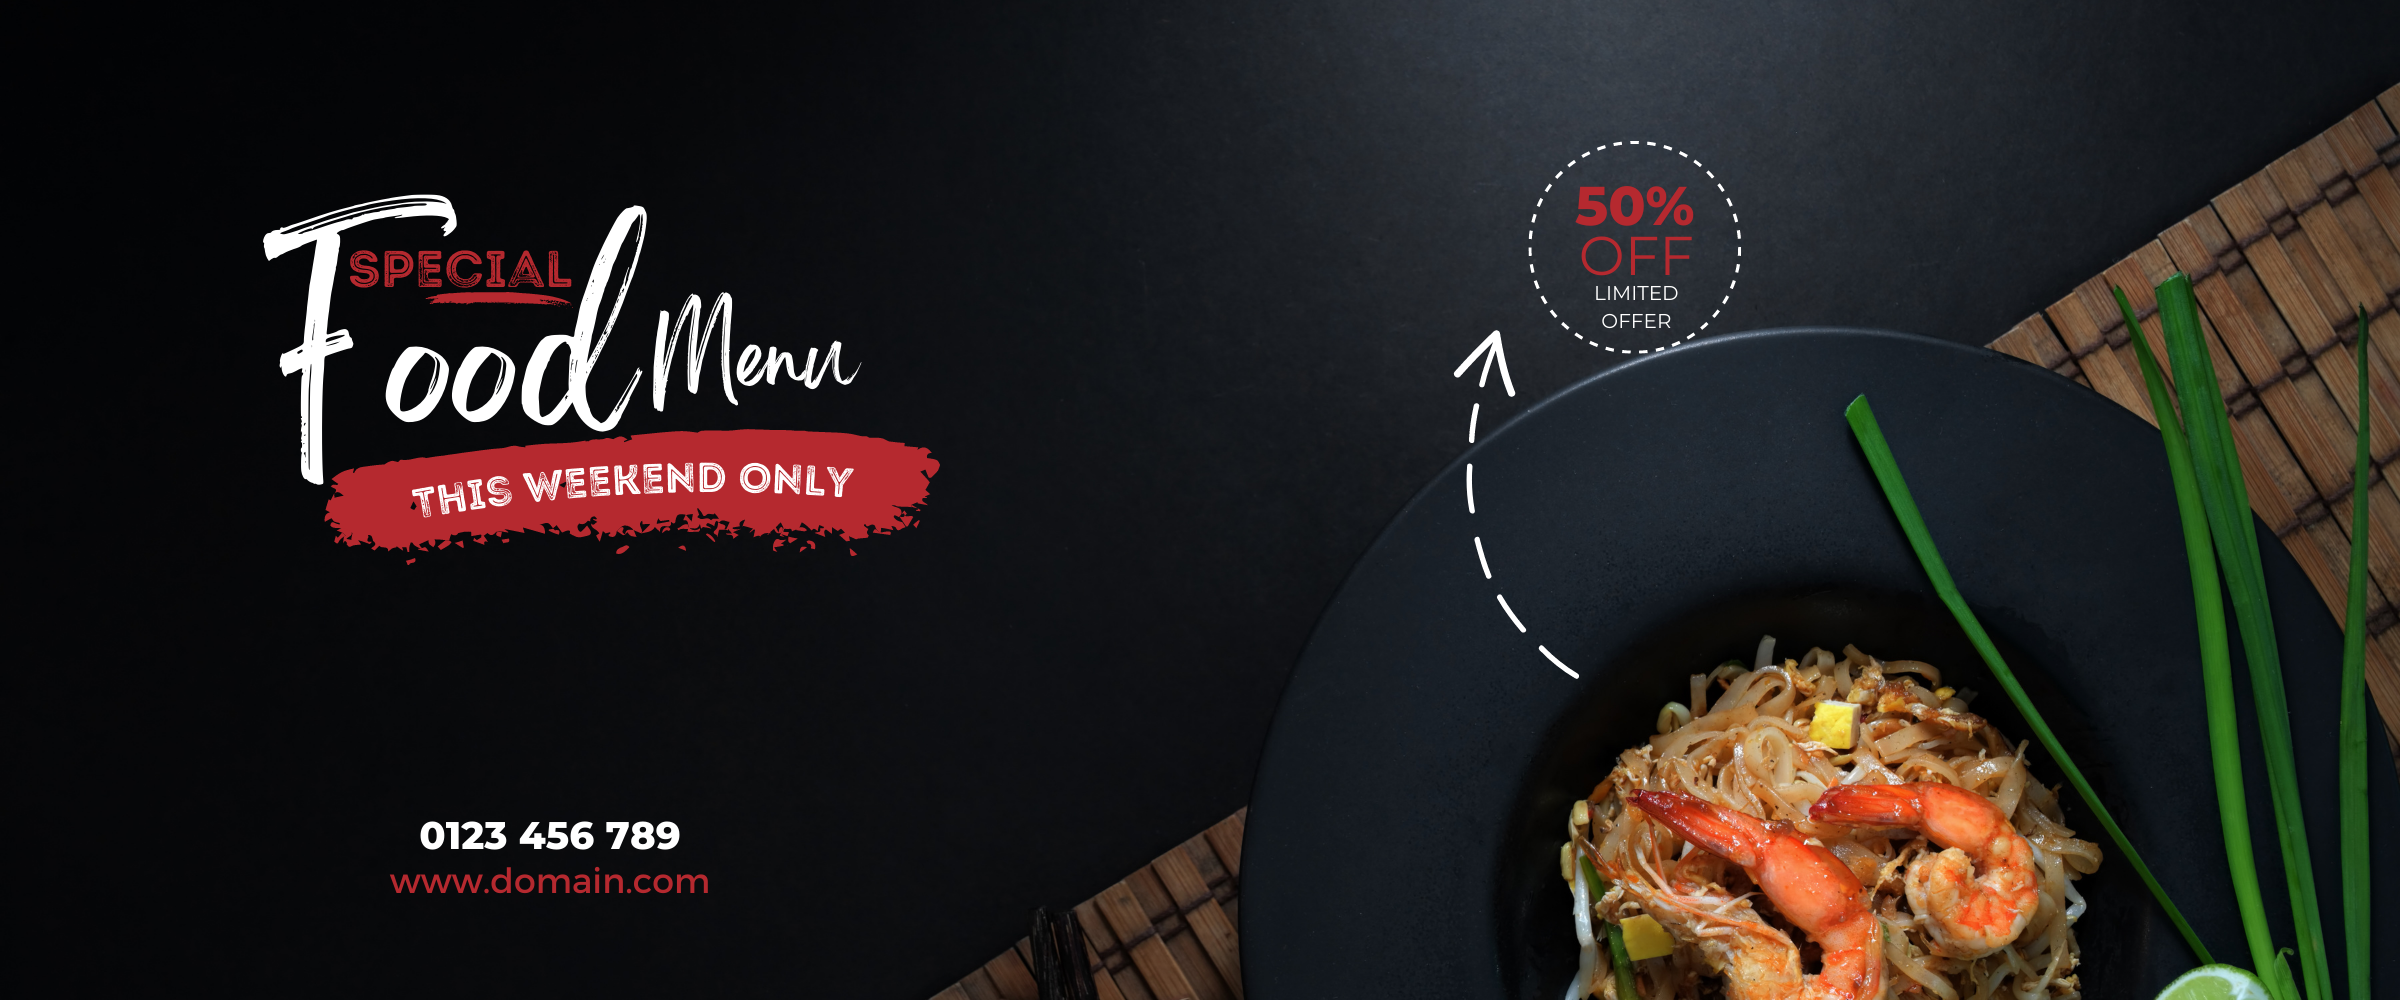 SPECIAL
Food Menu
THIS WEEKEND ONLY
50%
OFF
LIMITED
OFFER
0123 456 789
www.domain.com